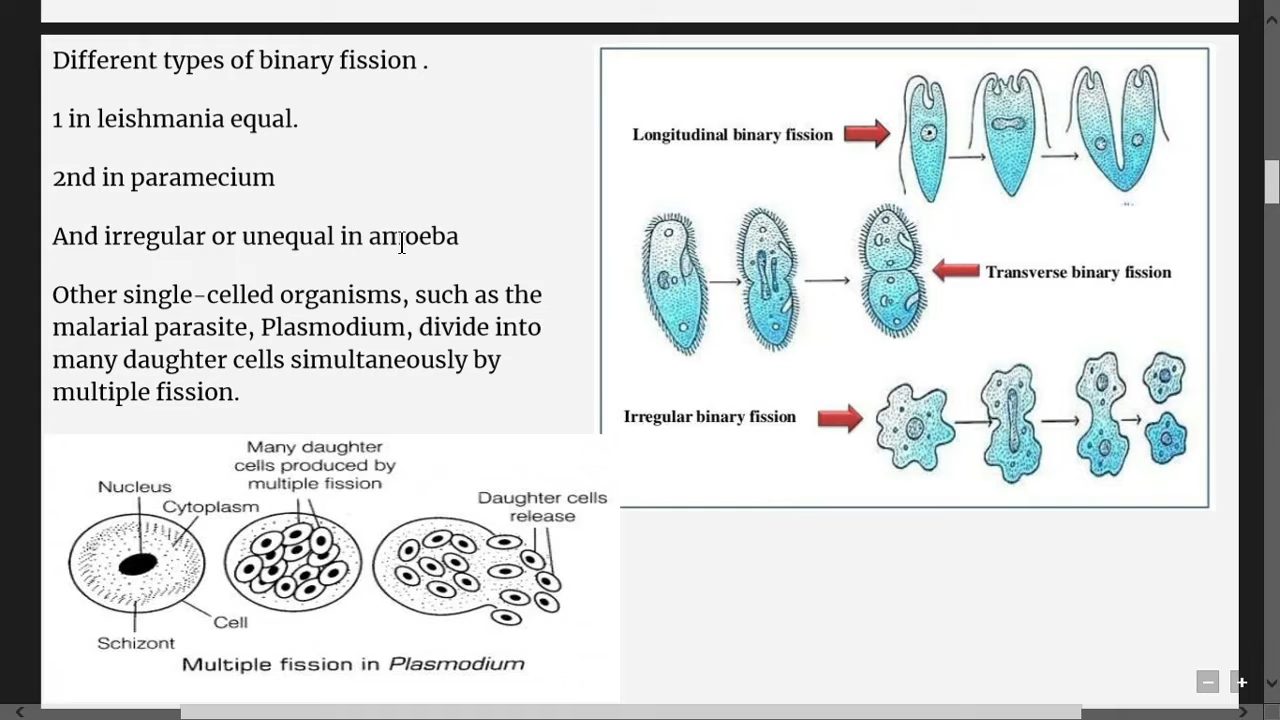 Different types of binary fission .
1 in leishmania equal.
2nd in paramecium
And irregular or unequal in amoeba
Other single-celled organisms, such as the
malarial parasite, Plasmodium, divide into
many daughter cells simultaneously by
multiple fission.
Longitudinal binary fission
Transverse binary fission
Irregular binary fission
Many daughter
cells produced by
multiple fission
Nucleus
Cytoplasm
Daughter cells
release
Cell
Schizont
Multiple fission in Plasmodium